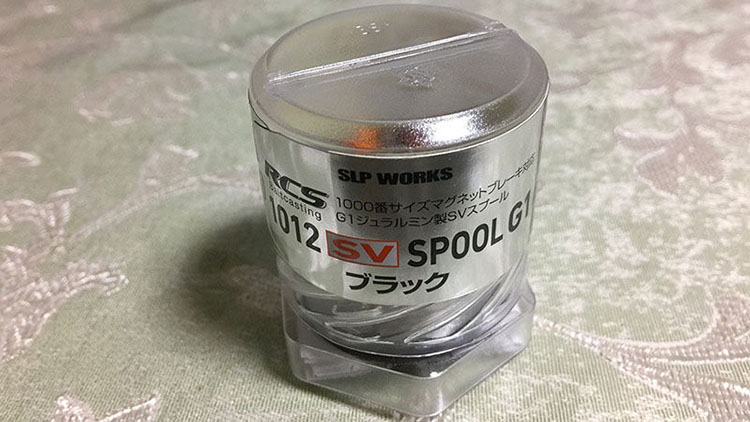 SLP WORKS
RCS
Baitcasting
1000番サイズマグネットブレーキ対応
G1ジュラルミン製SVスプール
1012 SV SPOOL G1
ブラック